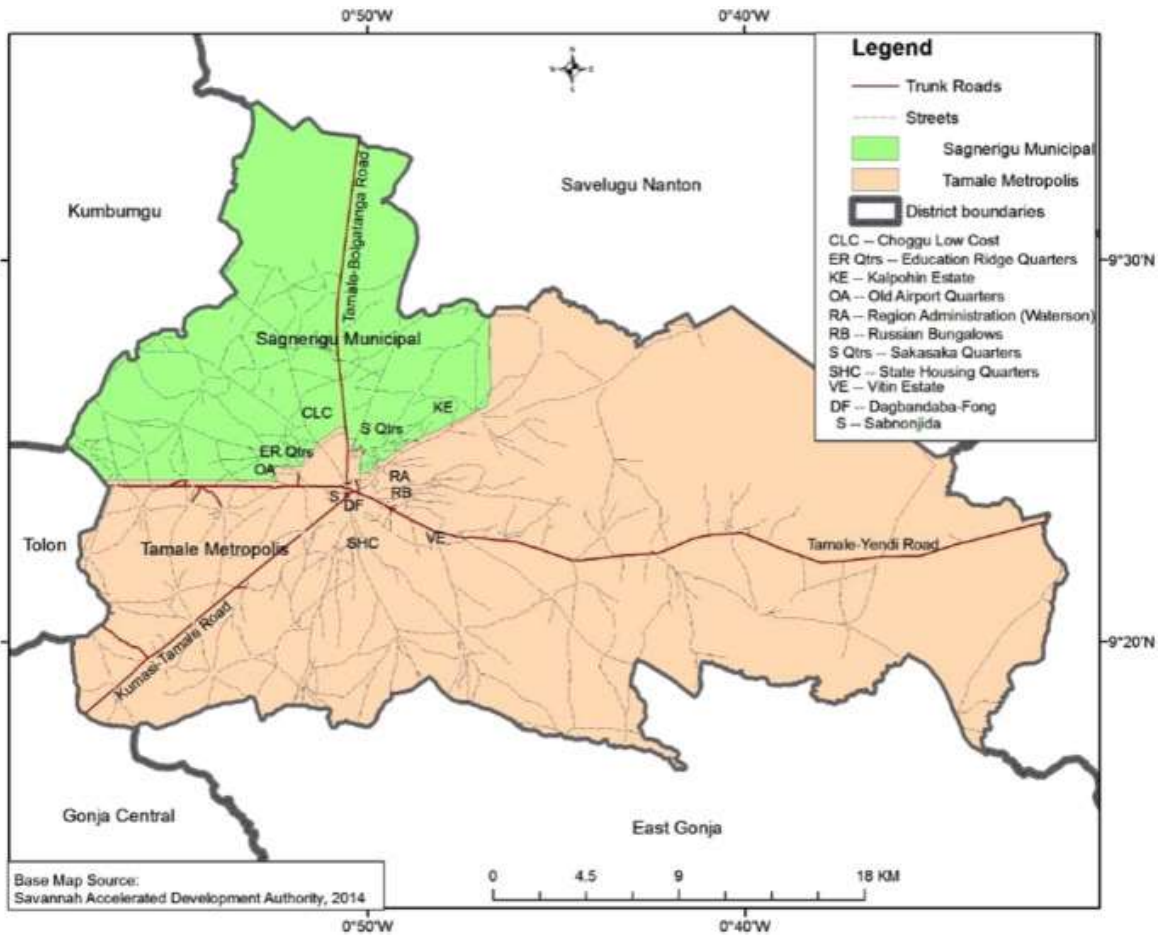 0°50'W
0°40'W
Legend
Trunk Roads
Streets
Sagnerigu Municipal
Tamale Metropolis
District boundaries
CLC -- Choggu Low Cost
ER Qtrs -- Education Ridge Quarters
KE -- Kalpohin Estate
OA -- Old Airport Quarters
RA -- Region Administration (Waterson)
RB -- Russian Bungalows
S Qtrs -- Sakasaka Quarters
SHC -- State Housing Quarters
VE -- Vitin Estate
DF -- Dagbandaba-Fong
S -- Sabnonjida
N
Kumbumgu
Savelugu Nanton
Tamale-Bolgatanga Road
9°30'N
Sagnerigu Municipal
CLC
KE
S Qtrs
ER Qtrs
OA
RA
RB
S
DF
Tolon
Tamale Metropolis
SHC
VE
Tamale-Yendi Road
Kumasi-Tamale Road
9°20'N
Gonja Central
East Gonja
Base Map Source:
Savannah Accelerated Development Authority, 2014
0 4.5 9 18 KM
0°50'W
0°40'W